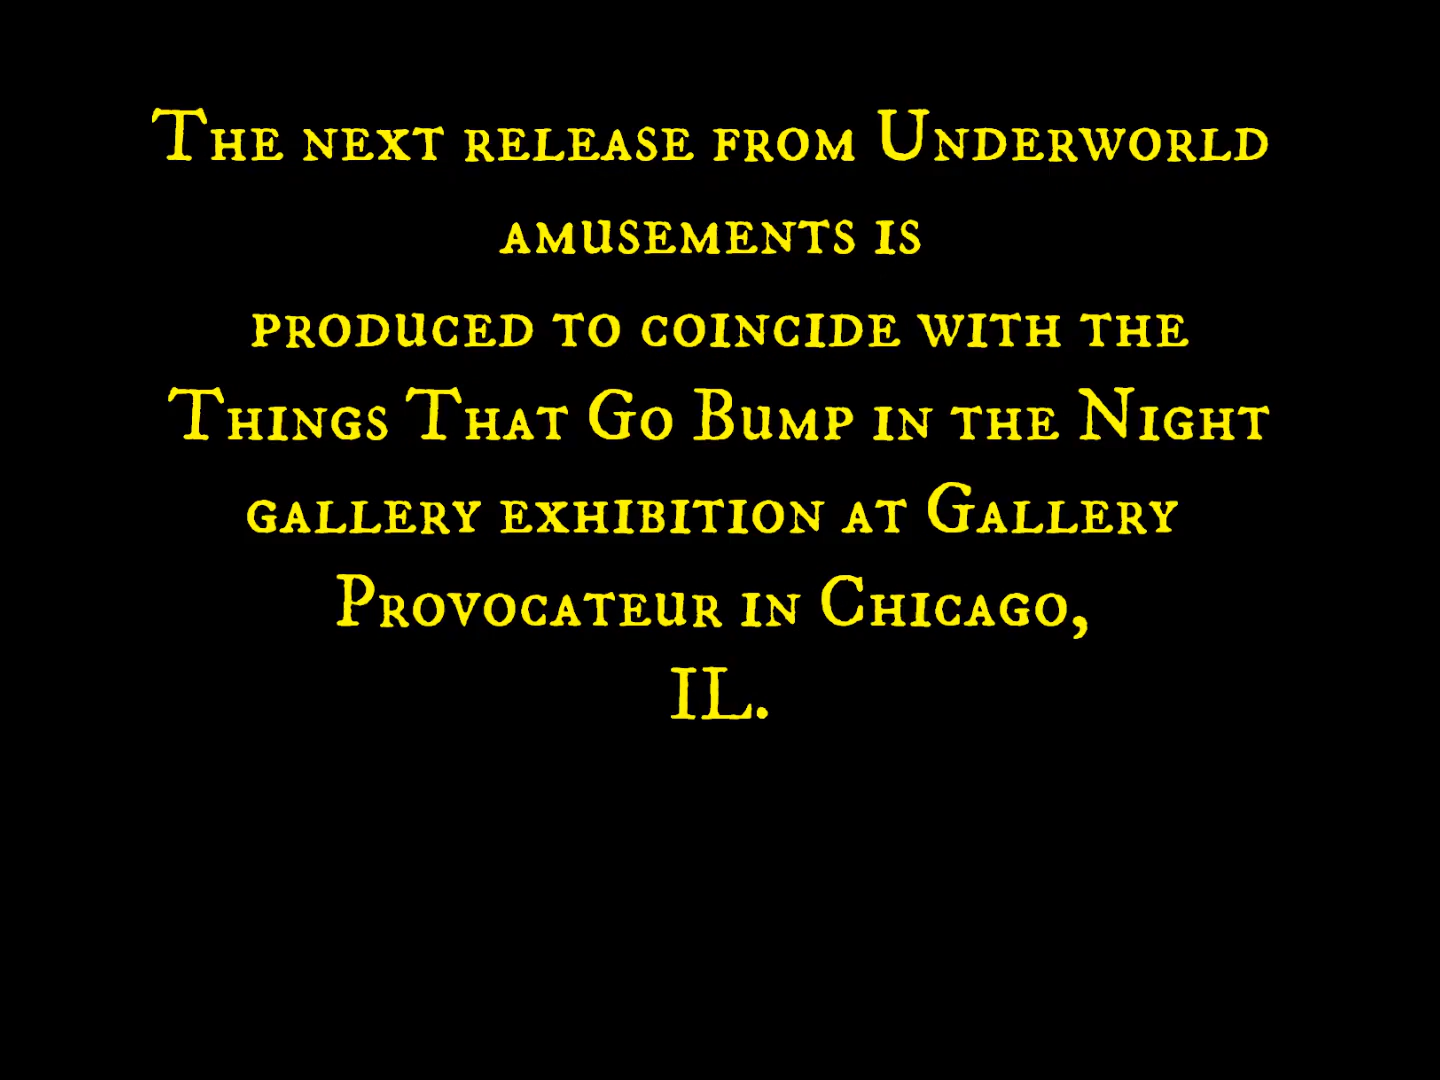 The next release from Underworld
amusements is
produced to coincide with the
Things That Go Bump in the Night
gallery exhibition at Gallery
Provocateur in Chicago,
IL.